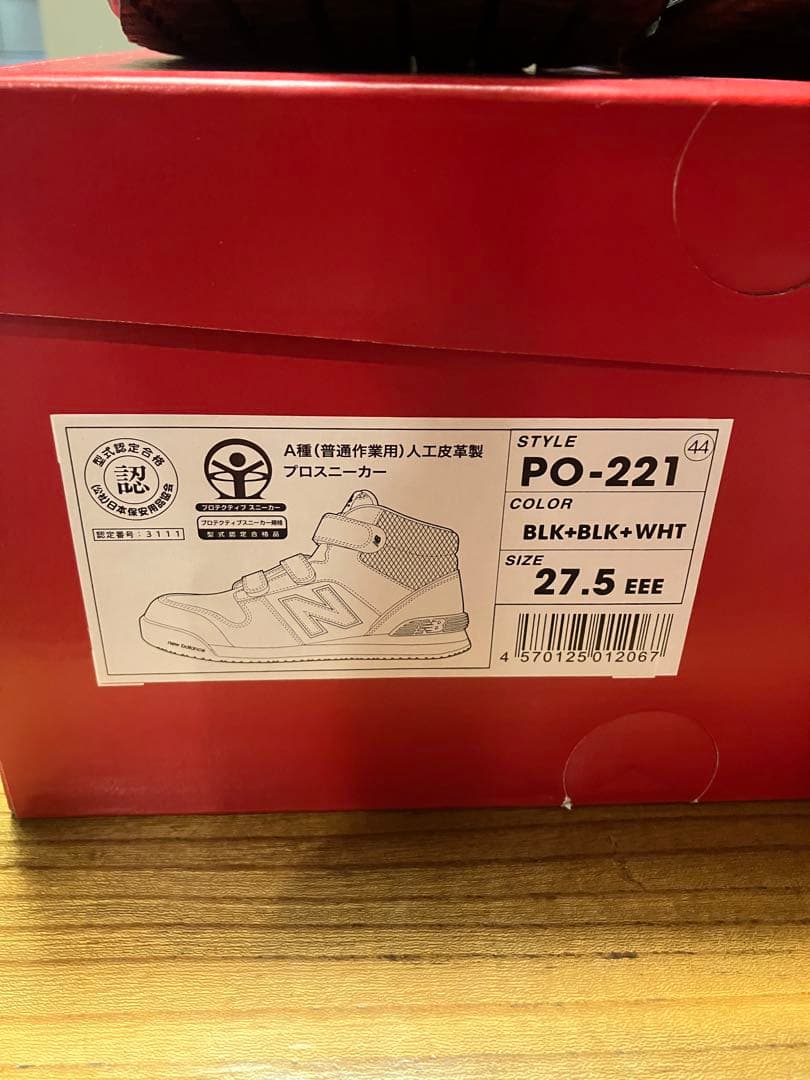 型式認定合格
認
(公社)日本保安用品協会
認定番号：3111
プロテクティブ スニーカー
プロテクティブスニーカー規格
型式認定合格品
A種(普通作業用)人工皮革製
プロスニーカー
N
new balance
STYLE
44
PO-221
COLOR
BLK+BLK+WHT
SIZE
27.5 EEE
4 570125 012067